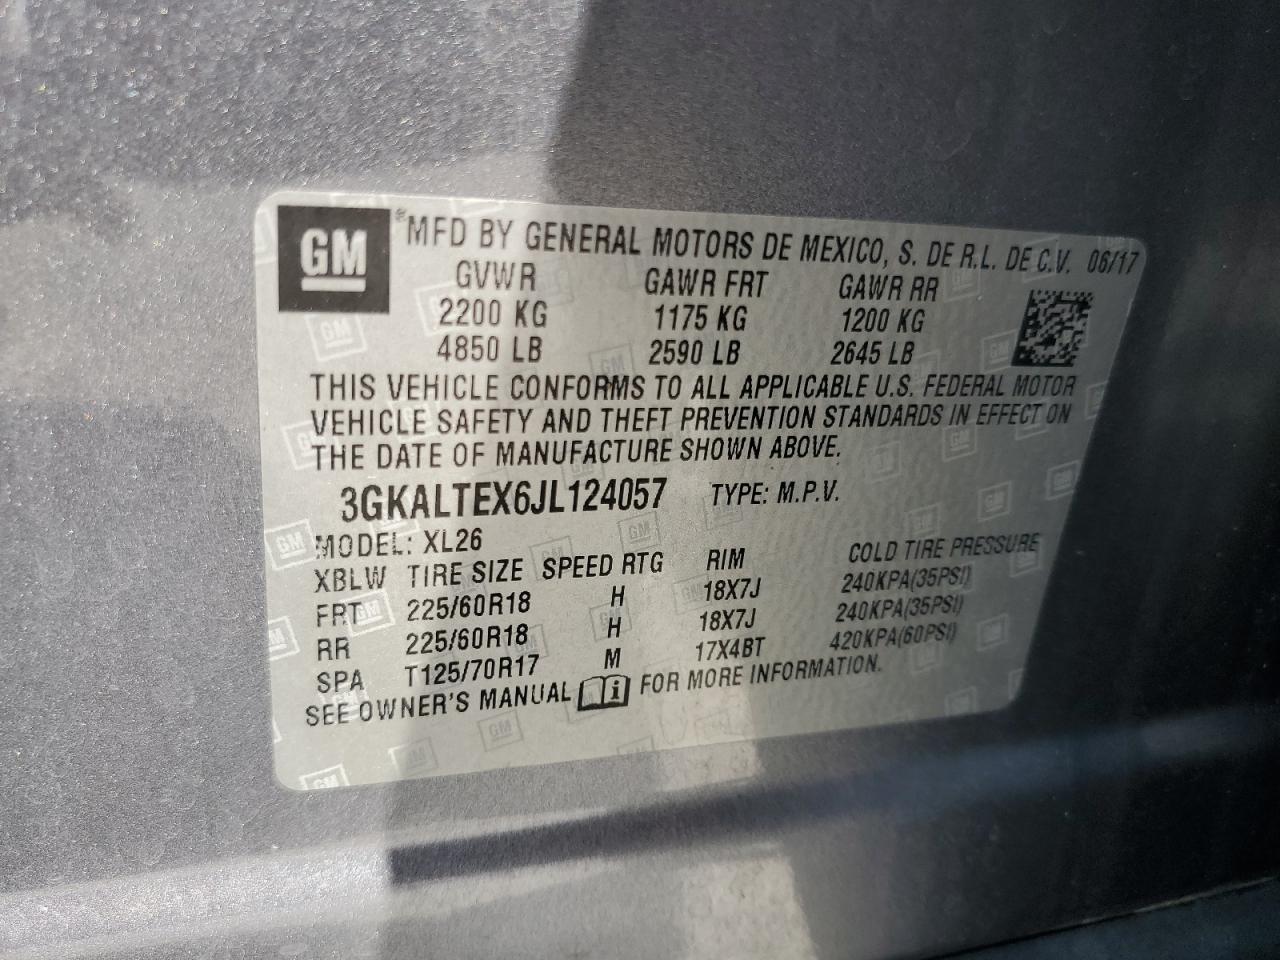 GM ® MFD BY GENERAL MOTORS DE MEXICO, S. DE R.L. DE C.V. 06/17
GVWR GAWR FRT GAWR RR
2200 KG 1175 KG 1200 KG
4850 LB 2590 LB 2645 LB
THIS VEHICLE CONFORMS TO ALL APPLICABLE U.S. FEDERAL MOTOR
VEHICLE SAFETY AND THEFT PREVENTION STANDARDS IN EFFECT ON
THE DATE OF MANUFACTURE SHOWN ABOVE.
3GKALTEX6JL124057 TYPE: M.P.V.
MODEL: XL26
XBLW TIRE SIZE SPEED RTG RIM COLD TIRE PRESSURE
FRT 225/60R18 H 18X7J 240KPA(35PSI)
RR 225/60R18 H 18X7J 240KPA(35PSI)
SPA T125/70R17 M 17X4BT 420KPA(60PSI)
SEE OWNER'S MANUAL i FOR MORE INFORMATION.